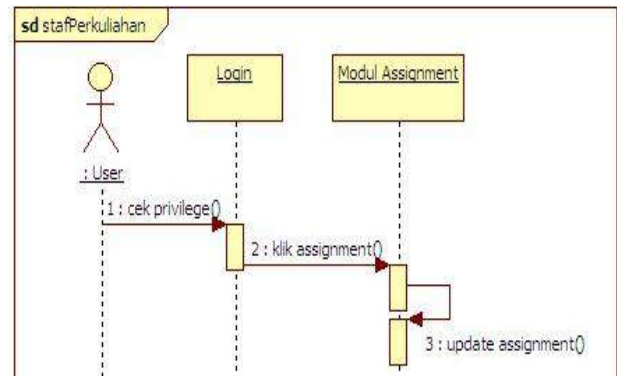 sd stafPerkuliahan
Login
Modul Assignment
: User
1 : cek privilege()
2 : klik assignment()
3 : update assignment()